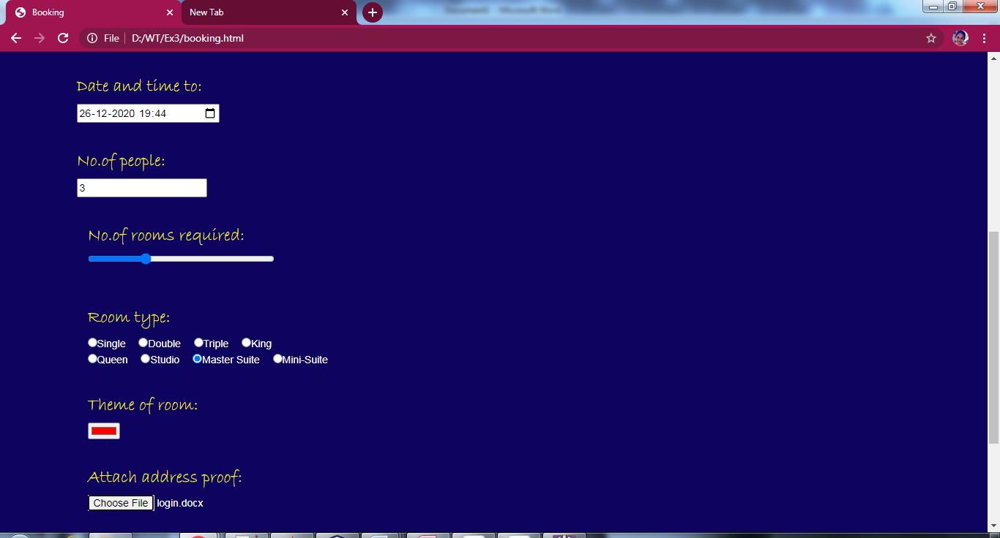 Booking
New Tab
File
D:/WT/Ex3/booking.html
Date and time to:
26-12-2020 19:44
No.of people:
3
No.of rooms required:
Room type:
Single Double Triple King
Queen Studio Master Suite Mini-Suite
Theme of room:
Attach address proof:
Choose File login.docx